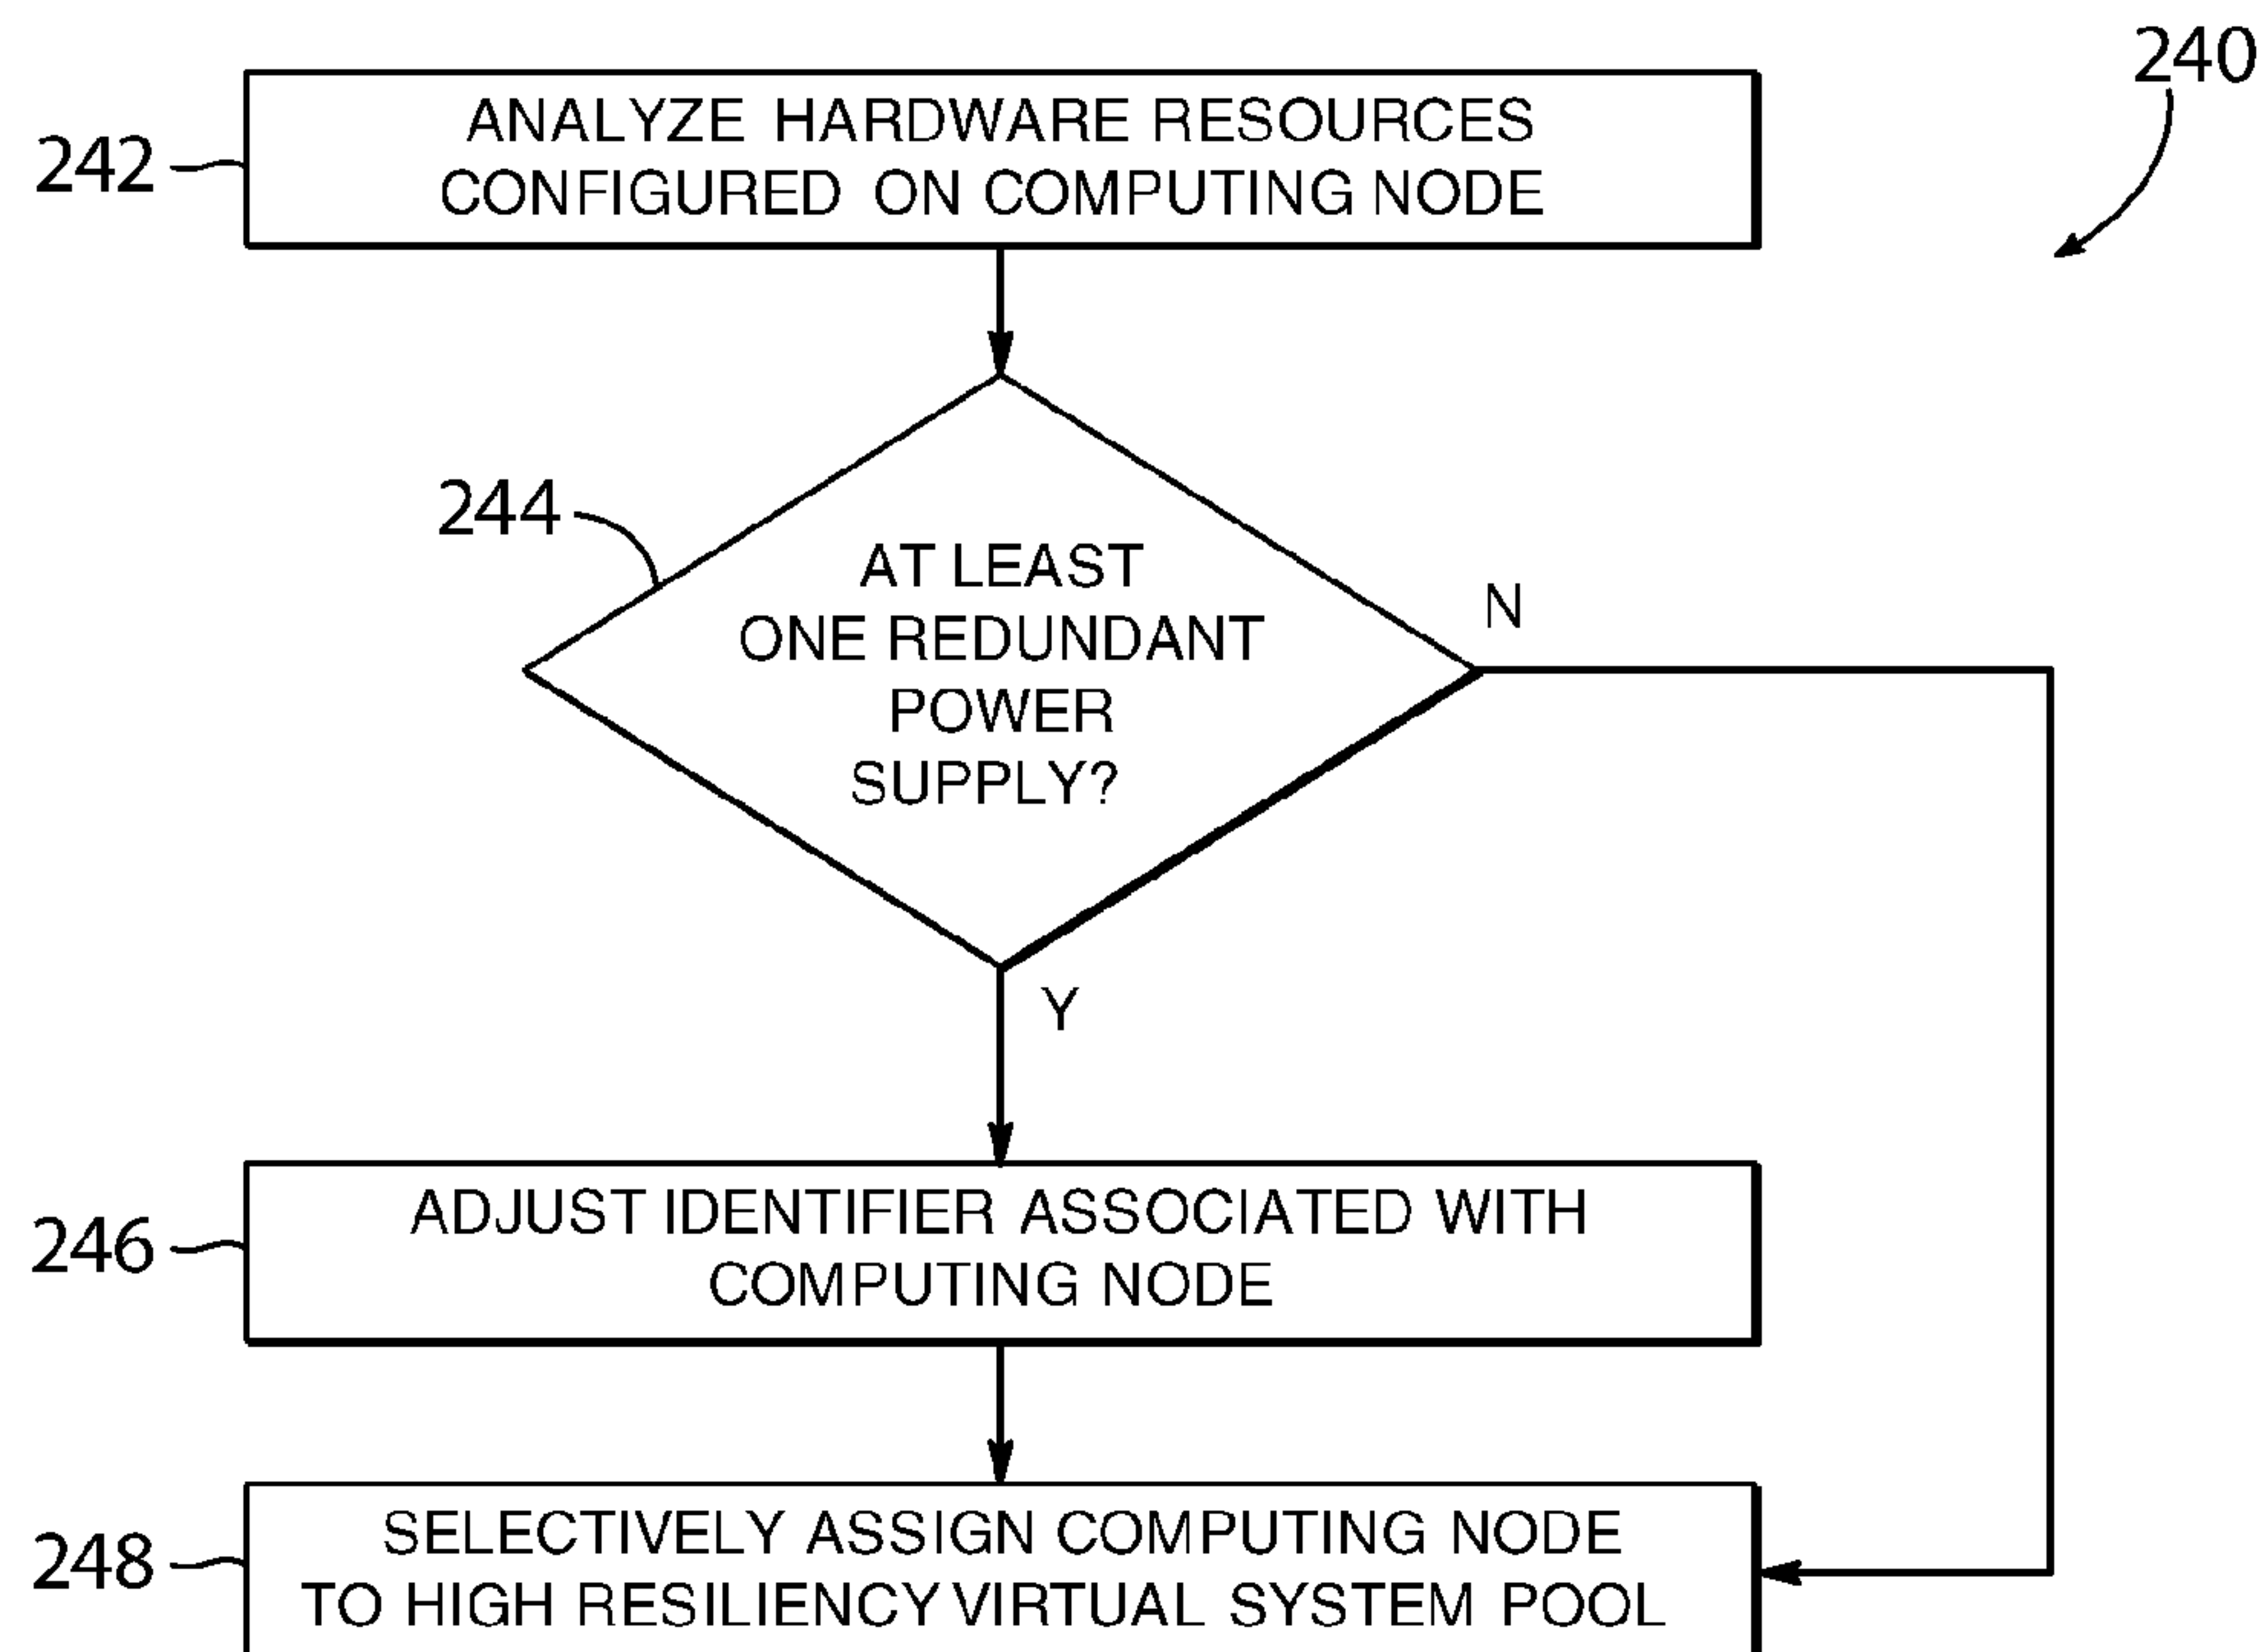 240
242
ANALYZE HARDWARE RESOURCES
CONFIGURED ON COMPUTING NODE
244
AT LEAST
ONE REDUNDANT
POWER
SUPPLY?
N
Y
246
ADJUST IDENTIFIER ASSOCIATED WITH
COMPUTING NODE
248
SELECTIVELY ASSIGN COMPUTING NODE
TO HIGH RESILIENCY VIRTUAL SYSTEM POOL